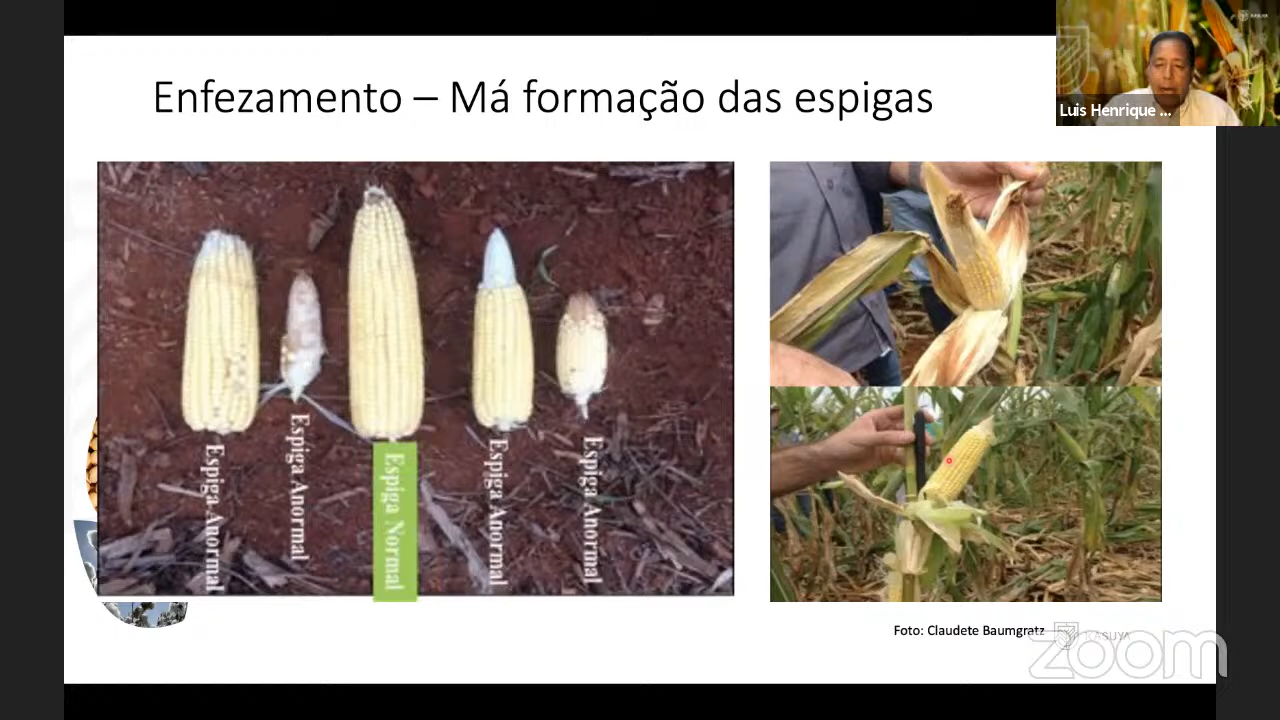 Enfezamento – Má formação das espigas
Luis Henrique ...
Espiga Anormal
Espiga Anormal
Espiga Normal
Espiga Anormal
Espiga Anormal
Foto: Claudete Baumgratz
KASUYA
zoom